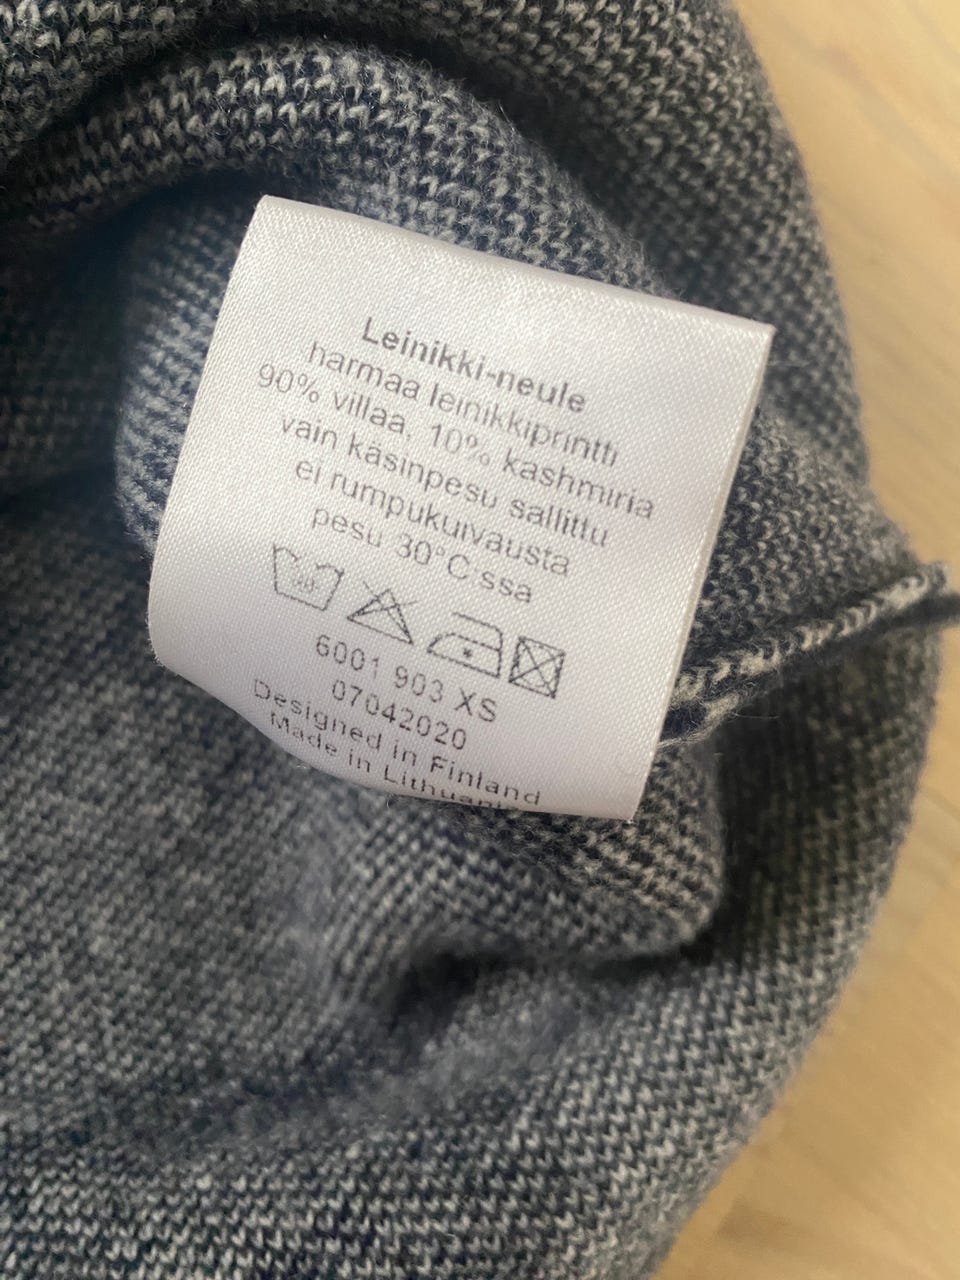 Leinikki-neule
harmaa leinikkiprintti
90% villaa, 10% kashmiria
vain käsinpesu sallittu
ei rumpukuivausta
pesu 30°C:ssa
6001 903 XS
07042020
Designed in Finland
Made in